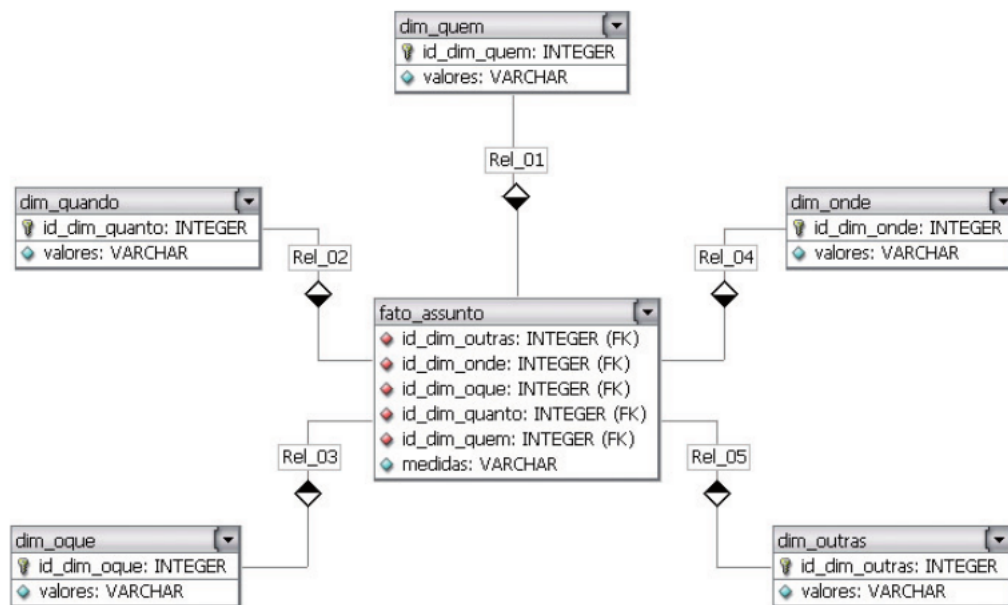 dim_quem
id_dim_quem: INTEGER
valores: VARCHAR
Rel_01
dim_quando
id_dim_quanto: INTEGER
valores: VARCHAR
Rel_02
dim_onde
id_dim_onde: INTEGER
valores: VARCHAR
Rel_04
fato_assunto
id_dim_outras: INTEGER (FK)
id_dim_onde: INTEGER (FK)
id_dim_oque: INTEGER (FK)
id_dim_quanto: INTEGER (FK)
id_dim_quem: INTEGER (FK)
medidas: VARCHAR
Rel_03
Rel_05
dim_oque
id_dim_oque: INTEGER
valores: VARCHAR
dim_outras
id_dim_outras: INTEGER
valores: VARCHAR